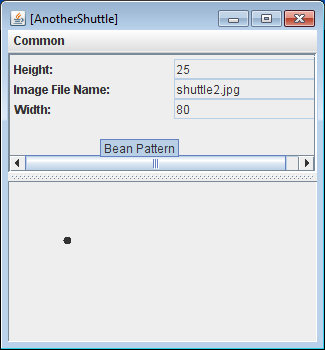 [AnotherShuttle]
Common
Height: 25
Image File Name: shuttle2.jpg
Width: 80
Bean Pattern